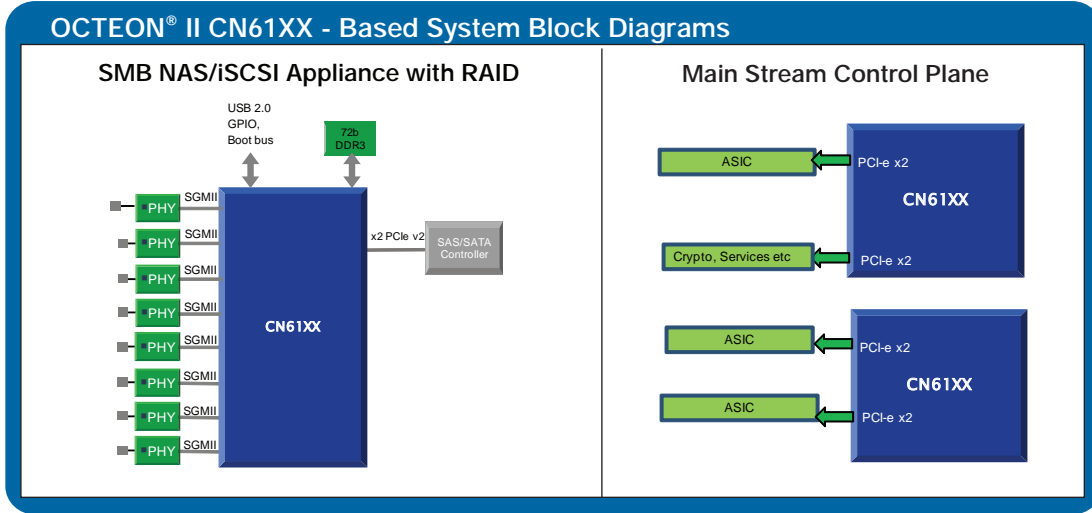 OCTEON® II CN61XX - Based System Block Diagrams
SMB NAS/iSCSI Appliance with RAID
USB 2.0
GPIO,
Boot bus
72b
DDR3
PHY
SGMII
PHY
SGMII
PHY
SGMII
PHY
SGMII
PHY
SGMII
PHY
SGMII
PHY
SGMII
PHY
SGMII
CN61XX
x2 PCIe v2
SAS/SATA
Controller
Main Stream Control Plane
ASIC
PCI-e x2
CN61XX
Crypto, Services etc
PCI-e x2
ASIC
PCI-e x2
CN61XX
ASIC
PCI-e x2